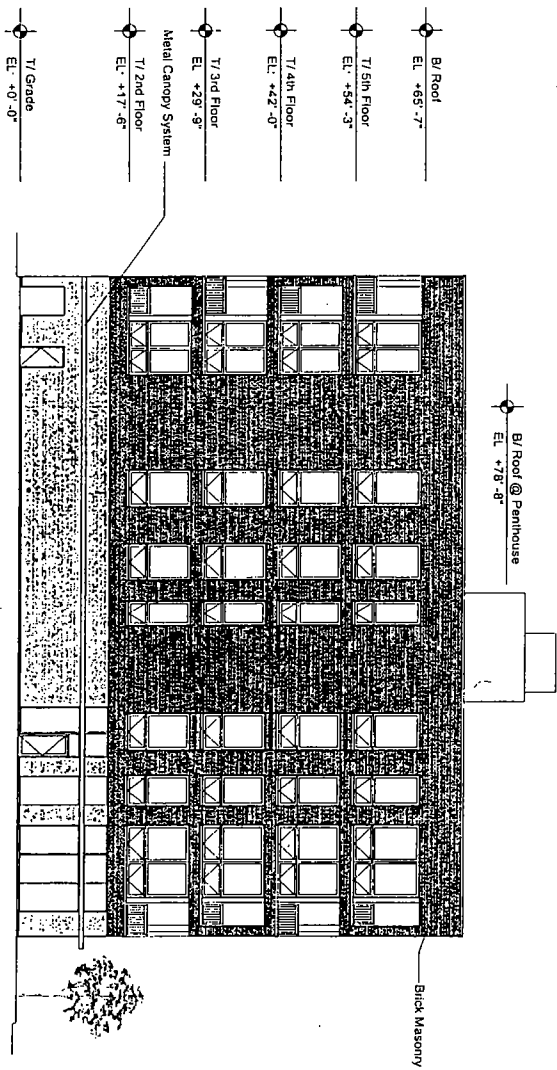 B/ Roof @ Penthouse
EL +78'-8"
B/ Roof
EL: +65'-7"
T/ 5th Floor
EL: +54'-3"
T/ 4th Floor
EL: +42'-0"
T/ 3rd Floor
EL: +29'-9"
T/ 2nd Floor
EL: +17'-6"
Metal Canopy System
T/ Grade
EL: +0'-0"
Brick Masonry